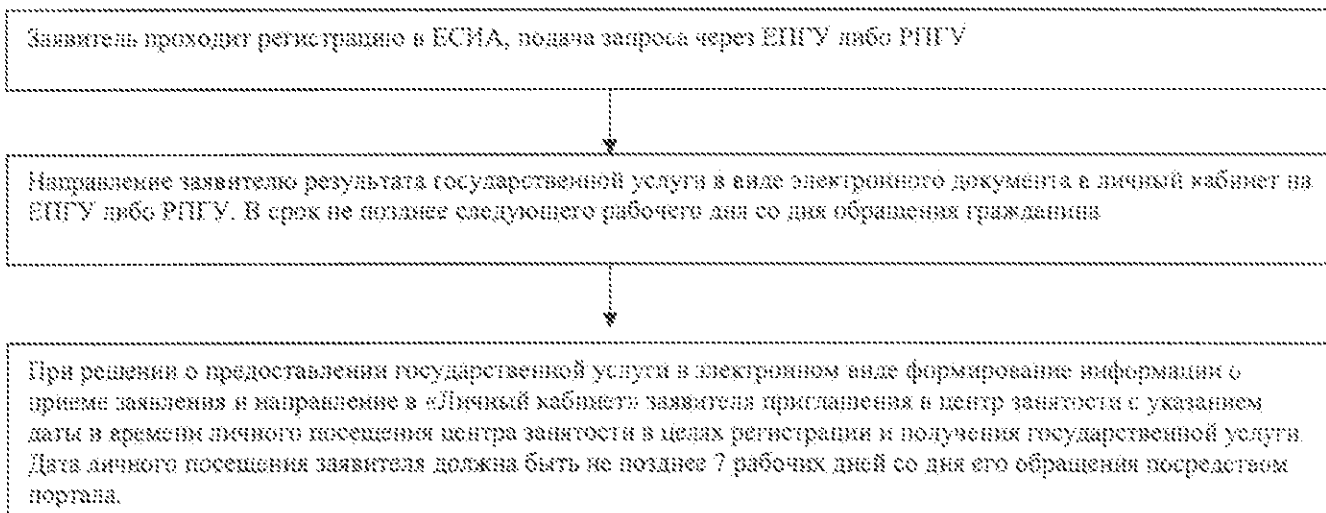 Заявитель проходит регистрацию в ЕСИА, подача запроса через ЕПГУ либо РПГУ
Направление заявителю результата государственной услуги в виде электронного документа в личный кабинет на
ЕПГУ либо РПГУ. В срок не позднее следующего рабочего дня со дня обращения гражданина
При решении о предоставлении государственной услуги в электронном виде формирование информации о
приеме заявления и направление в «Личный кабинет» заявителя приглашения в центр занятости с указанием
даты и времени личного посещения центра занятости в целях регистрации и получения государственной услуги.
Дата личного посещения заявителя должна быть не позднее 7 рабочих дней со дня его обращения посредством
портала.